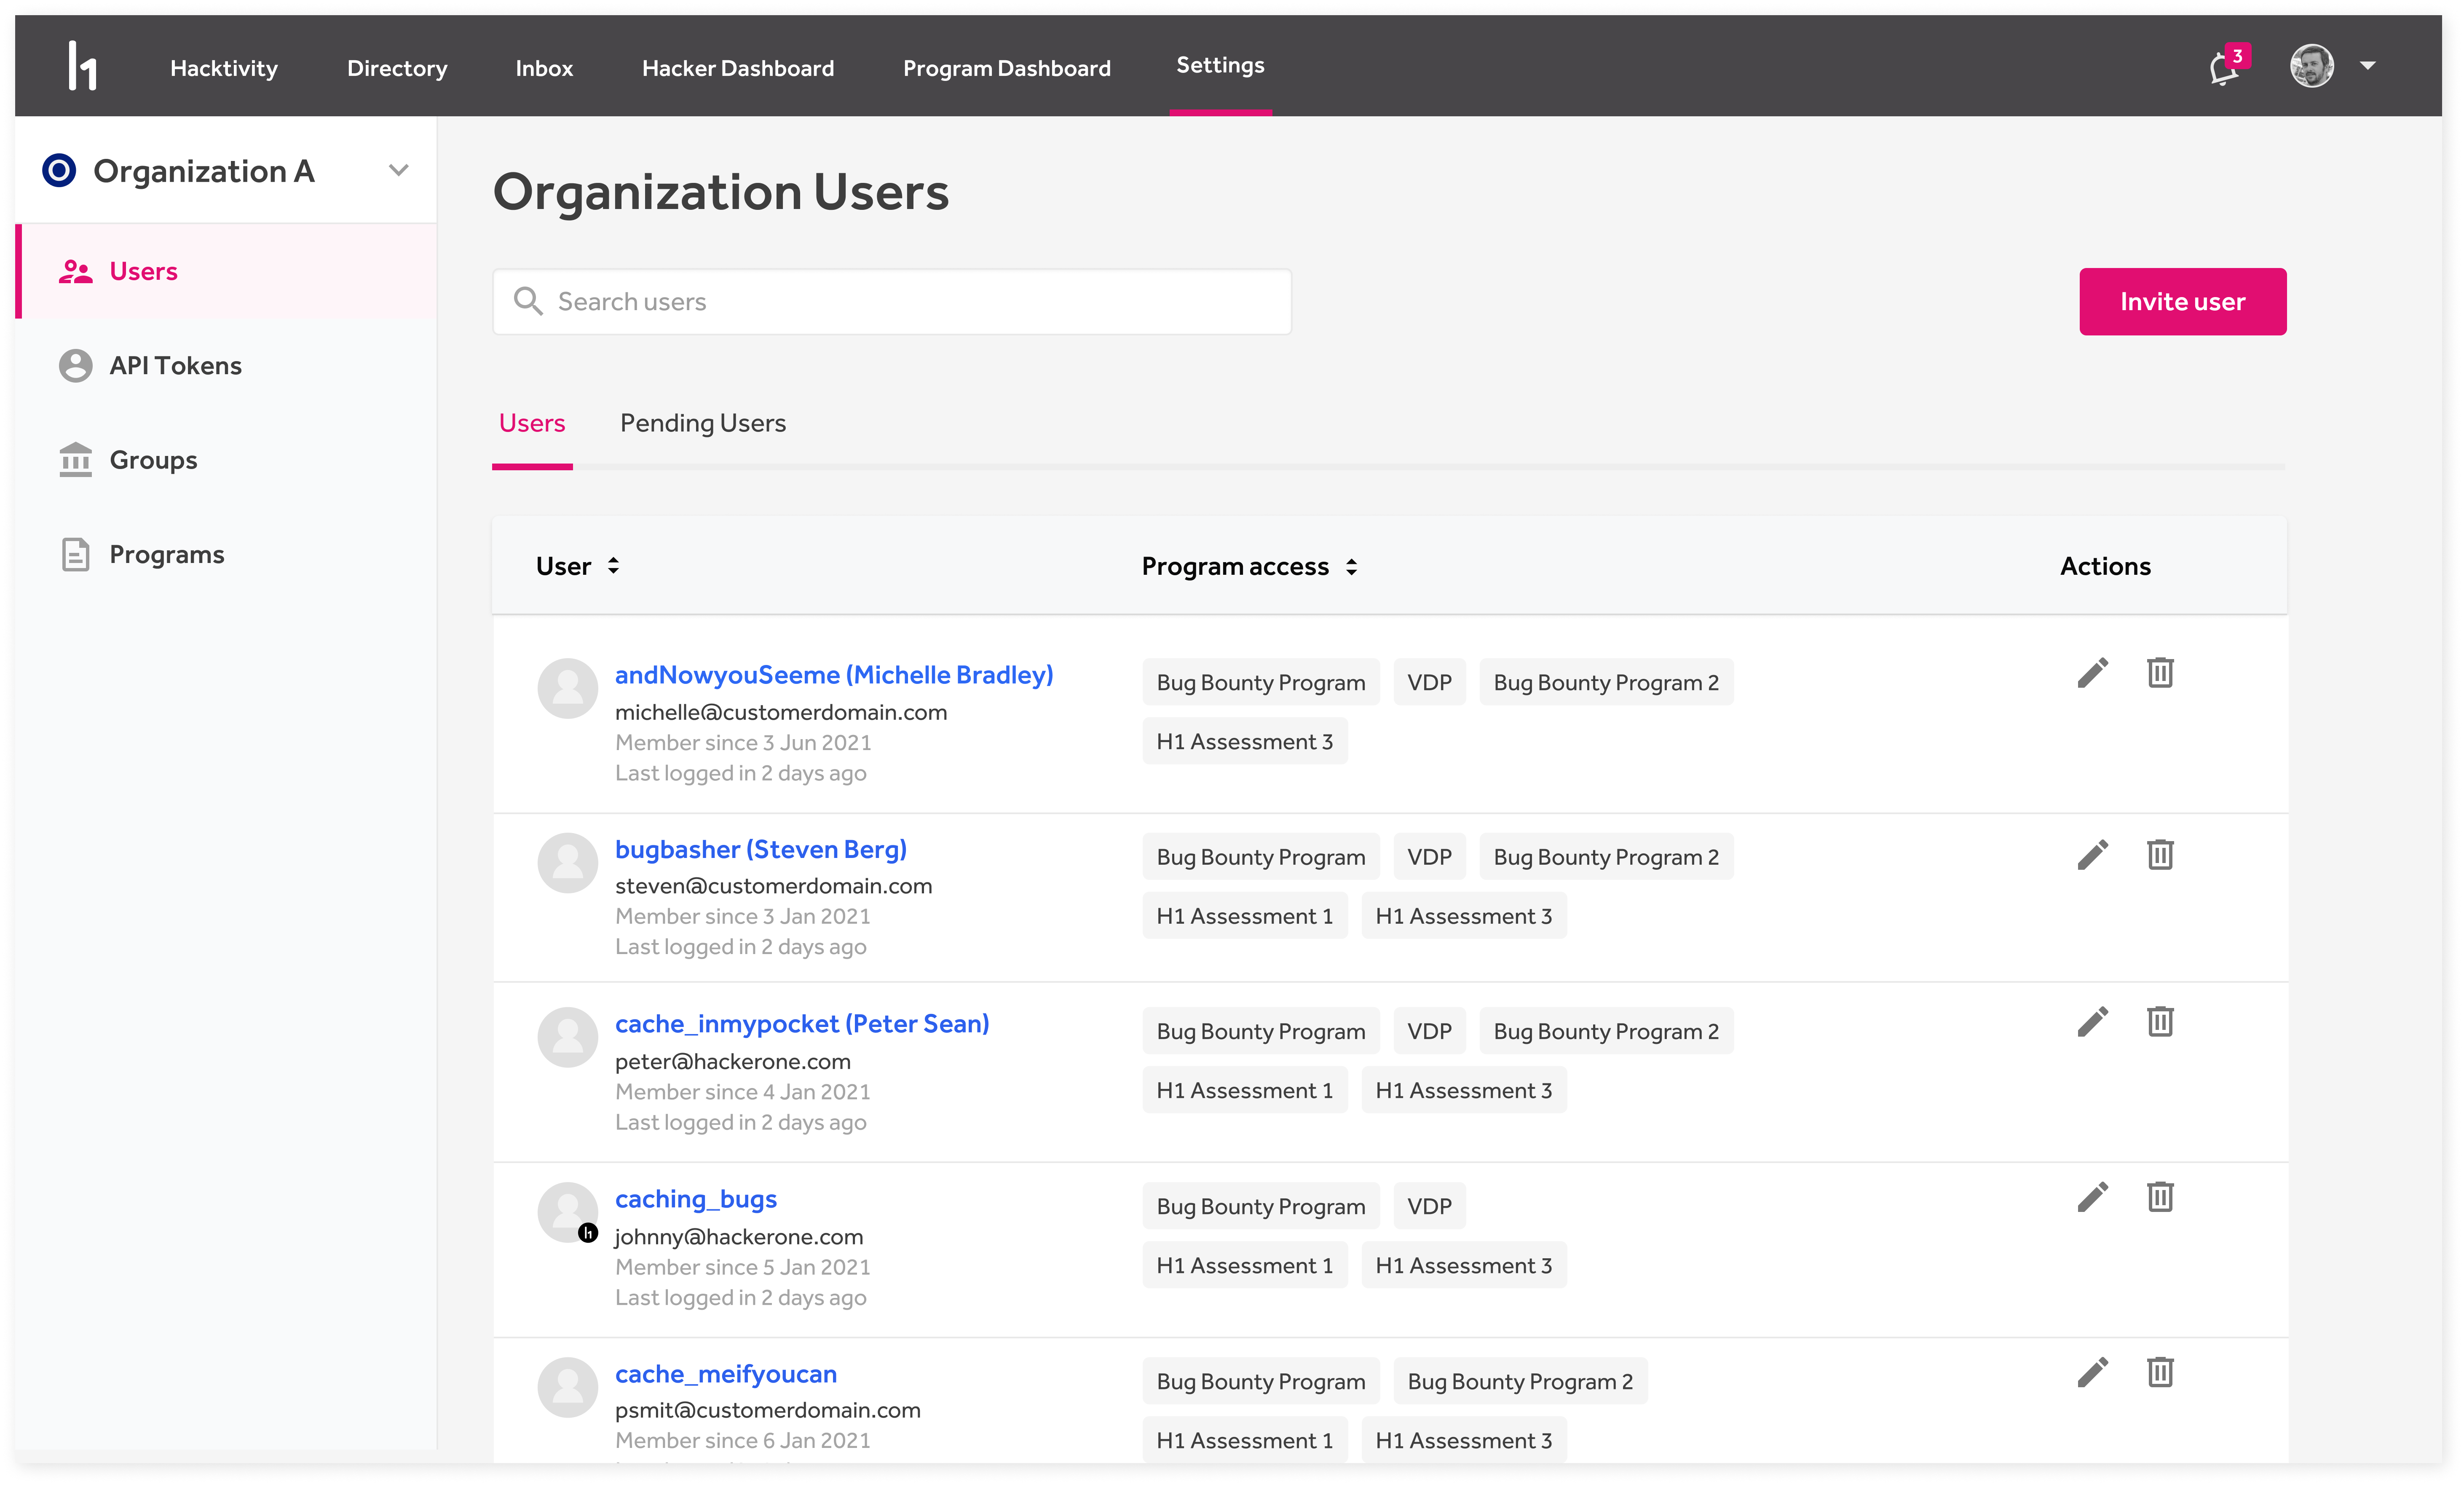 Hacktivity Directory Inbox Hacker Dashboard Program Dashboard Settings 3
Organization A
Users
API Tokens
Groups
Programs
Organization Users
Search users Invite user
Users Pending Users
User Program access Actions
andNowyouSeeme (Michelle Bradley)
michelle@customerdomain.com
Member since 3 Jun 2021
Last logged in 2 days ago
Bug Bounty Program VDP Bug Bounty Program 2
H1 Assessment 3
bugbasher (Steven Berg)
steven@customerdomain.com
Member since 3 Jan 2021
Last logged in 2 days ago
Bug Bounty Program VDP Bug Bounty Program 2
H1 Assessment 1 H1 Assessment 3
cache_inmypocket (Peter Sean)
peter@hackerone.com
Member since 4 Jan 2021
Last logged in 2 days ago
Bug Bounty Program VDP Bug Bounty Program 2
H1 Assessment 1 H1 Assessment 3
caching_bugs
johnny@hackerone.com
Member since 5 Jan 2021
Last logged in 2 days ago
Bug Bounty Program VDP
H1 Assessment 1 H1 Assessment 3
cache_meifyoucan
psmit@customerdomain.com
Member since 6 Jan 2021
Bug Bounty Program Bug Bounty Program 2
H1 Assessment 1 H1 Assessment 3